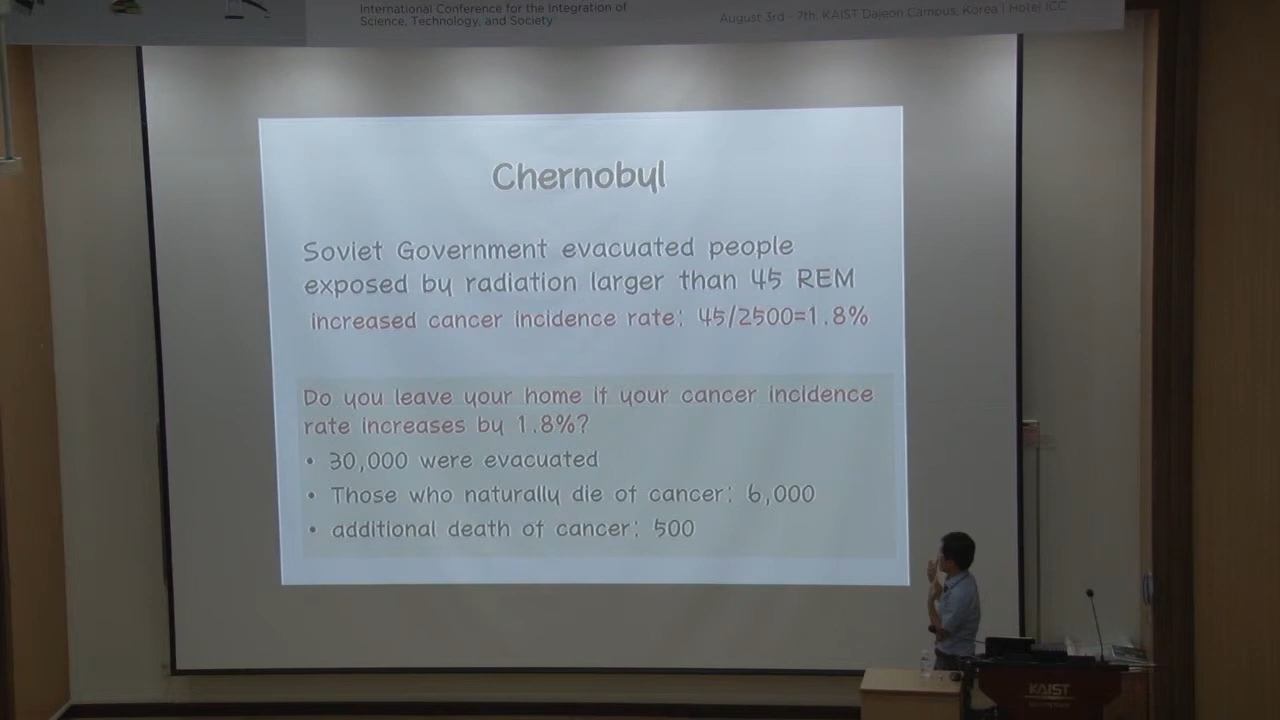 International Conference for the Integration of
Science, Technology, and Society
August 3rd - 7th, KAIST Dajeon Campus, Korea | Hotel ICC
Chernobyl
Soviet Government evacuated people
exposed by radiation larger than 45 REM
increased cancer incidence rate: 45/2500=1.8%
Do you leave your home if your cancer incidence
rate increases by 1.8%?
• 30,000 were evacuated
• Those who naturally die of cancer: 6,000
• additional death of cancer: 500
KAIST